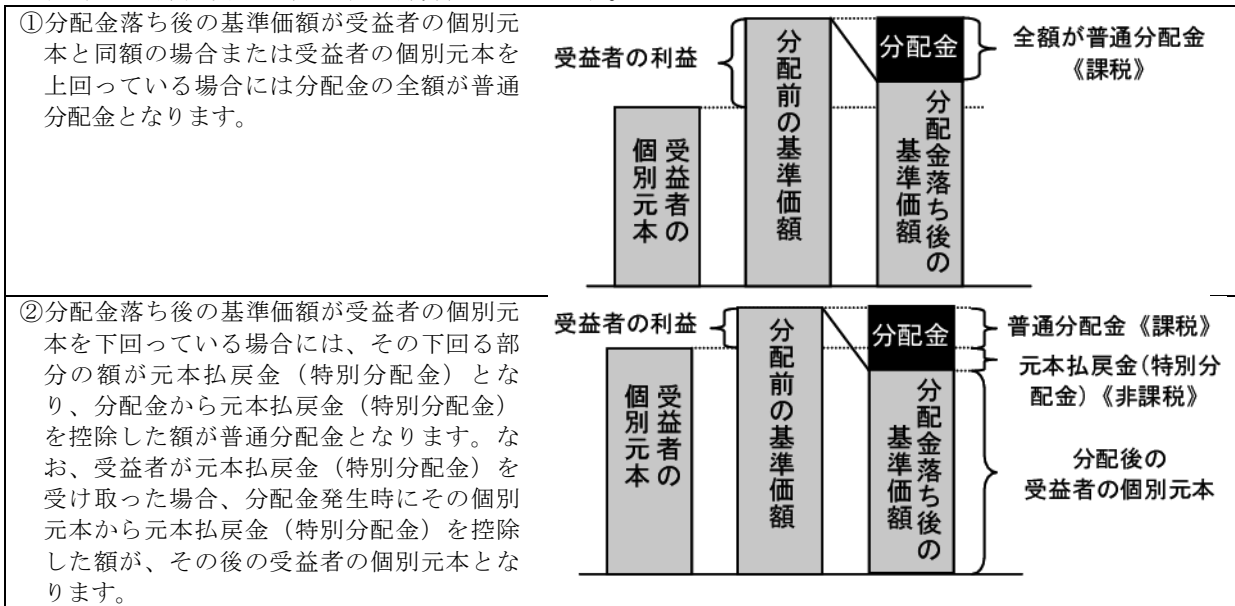 ①分配金落ち後の基準価額が受益者の個別元
本と同額の場合または受益者の個別元本を
上回っている場合には分配金の全額が普通
分配金となります。
受益者の利益
受益者の
個別元本
分配前の基準価額
分配金
分配金落ち後の
基準価額
全額が普通分配金
《課税》
②分配金落ち後の基準価額が受益者の個別元
本を下回っている場合には、その下回る部
分の額が元本払戻金(特別分配金)とな
り、分配金から元本払戻金(特別分配金)
を控除した額が普通分配金となります。な
お、受益者が元本払戻金(特別分配金)を
受け取った場合、分配金発生時にその個別
元本から元本払戻金(特別分配金)を控除
した額が、その後の受益者の個別元本とな
ります。
受益者の利益
受益者の
個別元本
分配前の基準価額
分配金
分配金落ち後の
基準価額
普通分配金《課税》
元本払戻金(特別分
配金)《非課税》
分配後の
受益者の個別元本